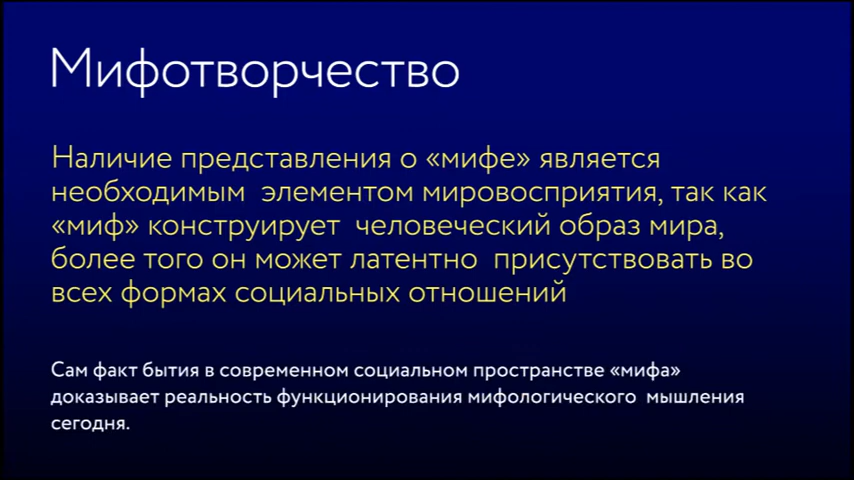 Мифотворчество
Наличие представления о «мифе» является
необходимым элементом мировосприятия, так как
«миф» конструирует человеческий образ мира,
более того он может латентно присутствовать во
всех формах социальных отношений
Сам факт бытия в современном социальном пространстве «мифа»
доказывает реальность функционирования мифологического мышления
сегодня.